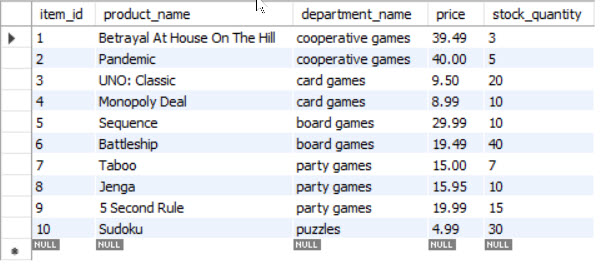 item_id product_name department_name price stock_quantity
1 Betrayal At House On The Hill cooperative games 39.49 3
2 Pandemic cooperative games 40.00 5
3 UNO: Classic card games 9.50 20
4 Monopoly Deal card games 8.99 10
5 Sequence board games 29.99 10
6 Battleship board games 19.49 40
7 Taboo party games 15.00 7
8 Jenga party games 15.95 10
9 5 Second Rule party games 19.99 15
10 Sudoku puzzles 4.99 30
NULL NULL NULL NULL NULL